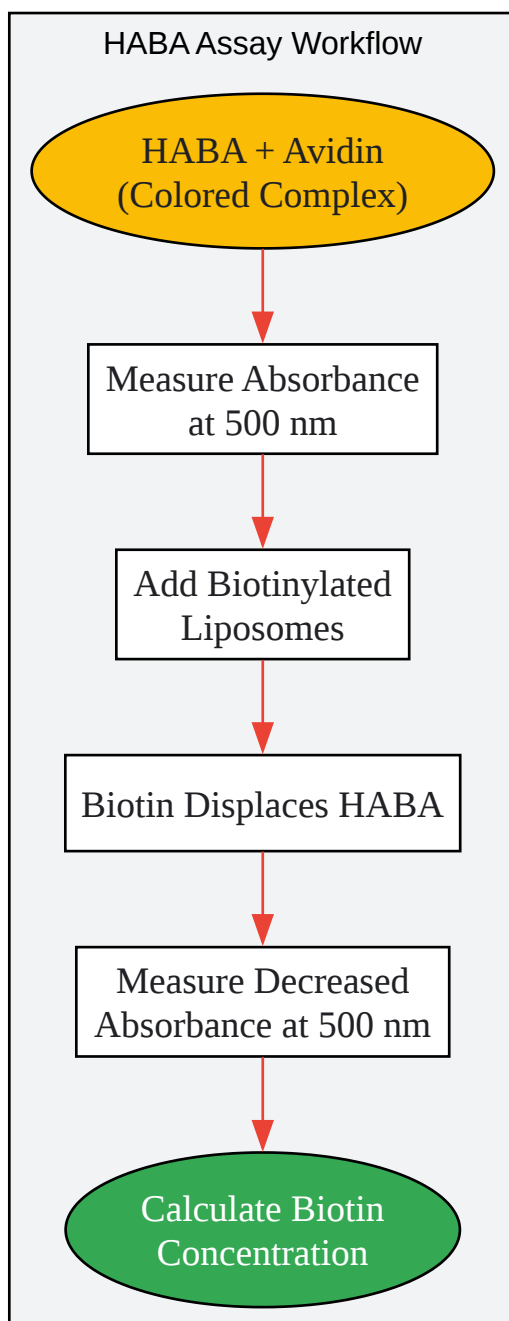 HABA Assay Workflow
HABA + Avidin
(Colored Complex)
Measure Absorbance
at 500 nm
Add Biotinylated
Liposomes
Biotin Displaces HABA
Measure Decreased
Absorbance at 500 nm
Calculate Biotin
Concentration